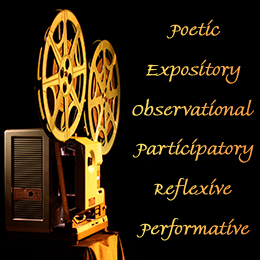 Poetic
Expository
Observational
Participatory
Reflexive
Performative